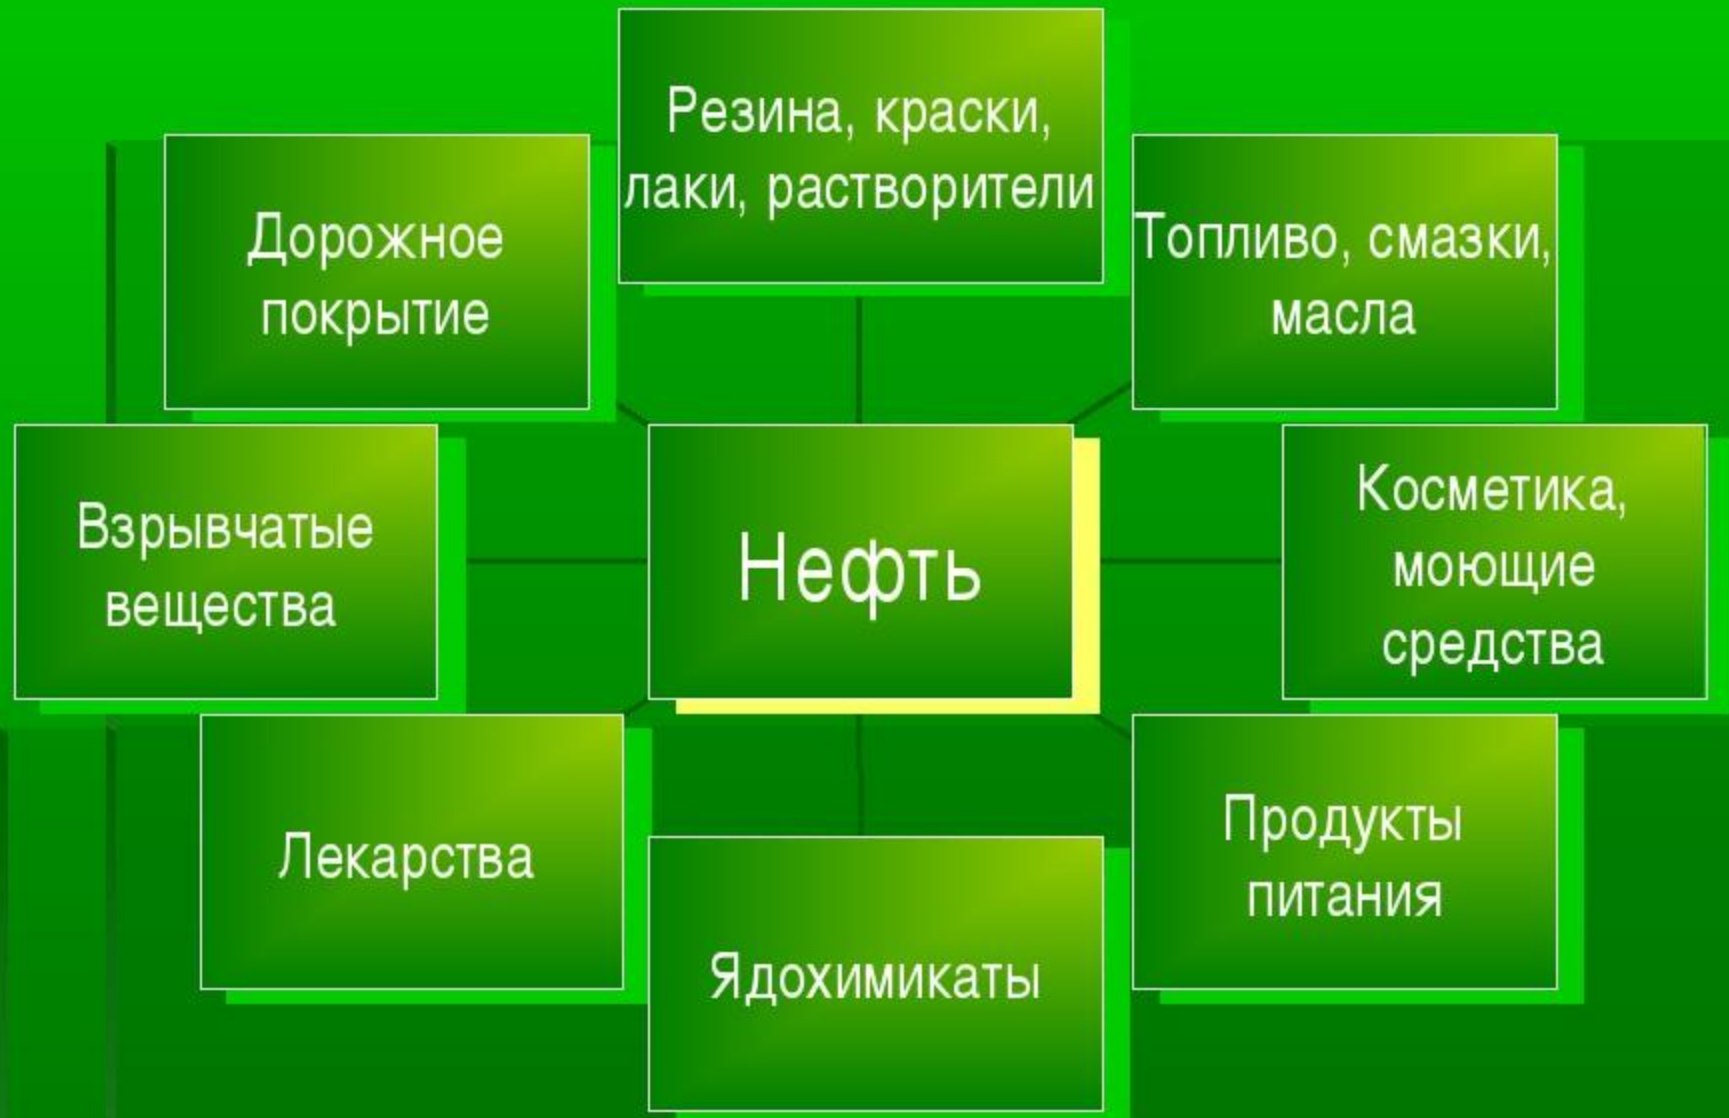 Резина, краски,
лаки, растворители
Дорожное
покрытие
Топливо, смазки,
масла
Взрывчатые
вещества
Нефть
Косметика,
моющие
средства
Лекарства
Ядохимикаты
Продукты
питания